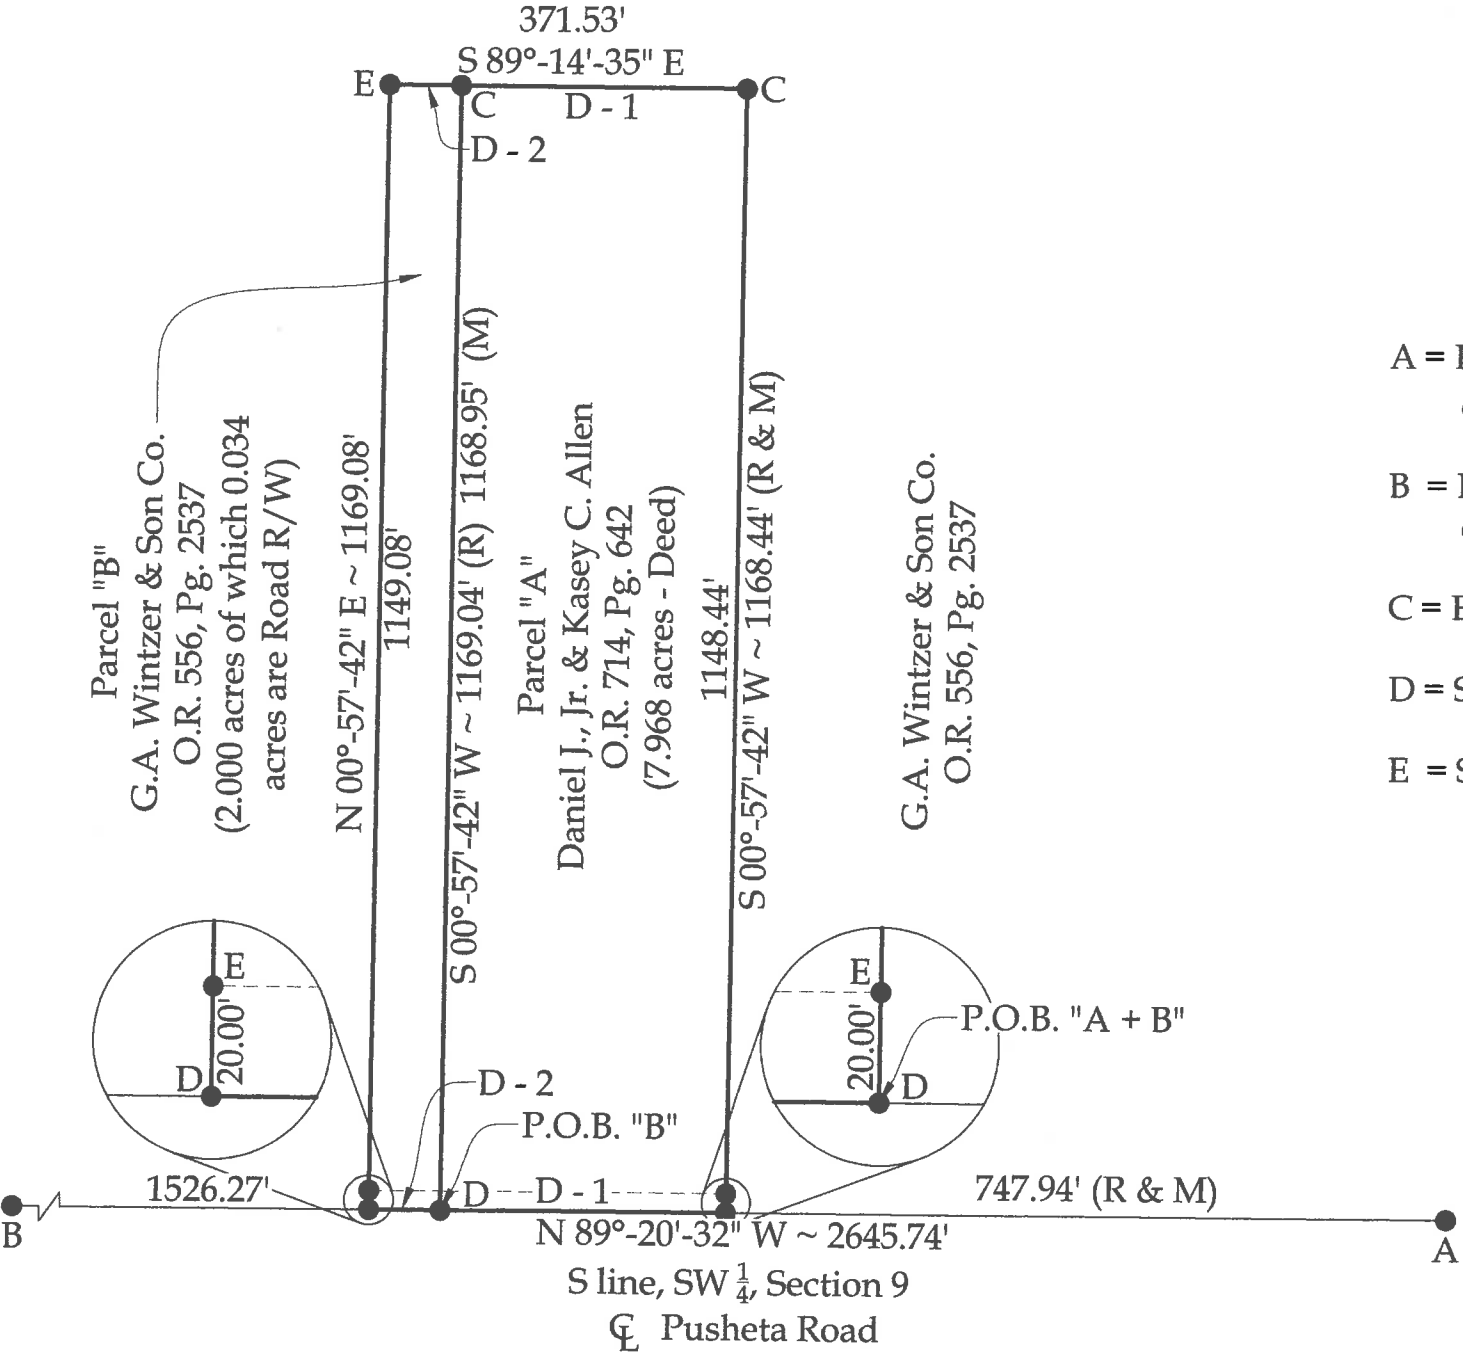 371.53'
S 89°-14'-35" E
E
C
C
D - 1
D - 2
Parcel "B"
G.A. Wintzer & Son Co.
O.R. 556, Pg. 2537
(2.000 acres of which 0.034
acres are Road R/W)
N 00°-57'-42" E ~ 1169.08'
1149.08'
S 00°-57'-42" W ~ 1169.04' (R) 1168.95' (M)
Parcel "A"
Daniel J., Jr. & Kasey C. Allen
O.R. 714, Pg. 642
(7.968 acres - Deed)
1148.44'
S 00°-57'-42" W ~ 1168.44' (R & M)
G.A. Wintzer & Son Co.
O.R. 556, Pg. 2537
A =
B =
C =
D = S
E = S
E
20.00'
D
E
20.00'
D
P.O.B. "A + B"
D - 2
P.O.B. "B"
1526.27'
D
D - 1
747.94' (R & M)
B
N 89°-20'-32" W ~ 2645.74'
A
S line, SW 1/4, Section 9
℄ Pusheta Road